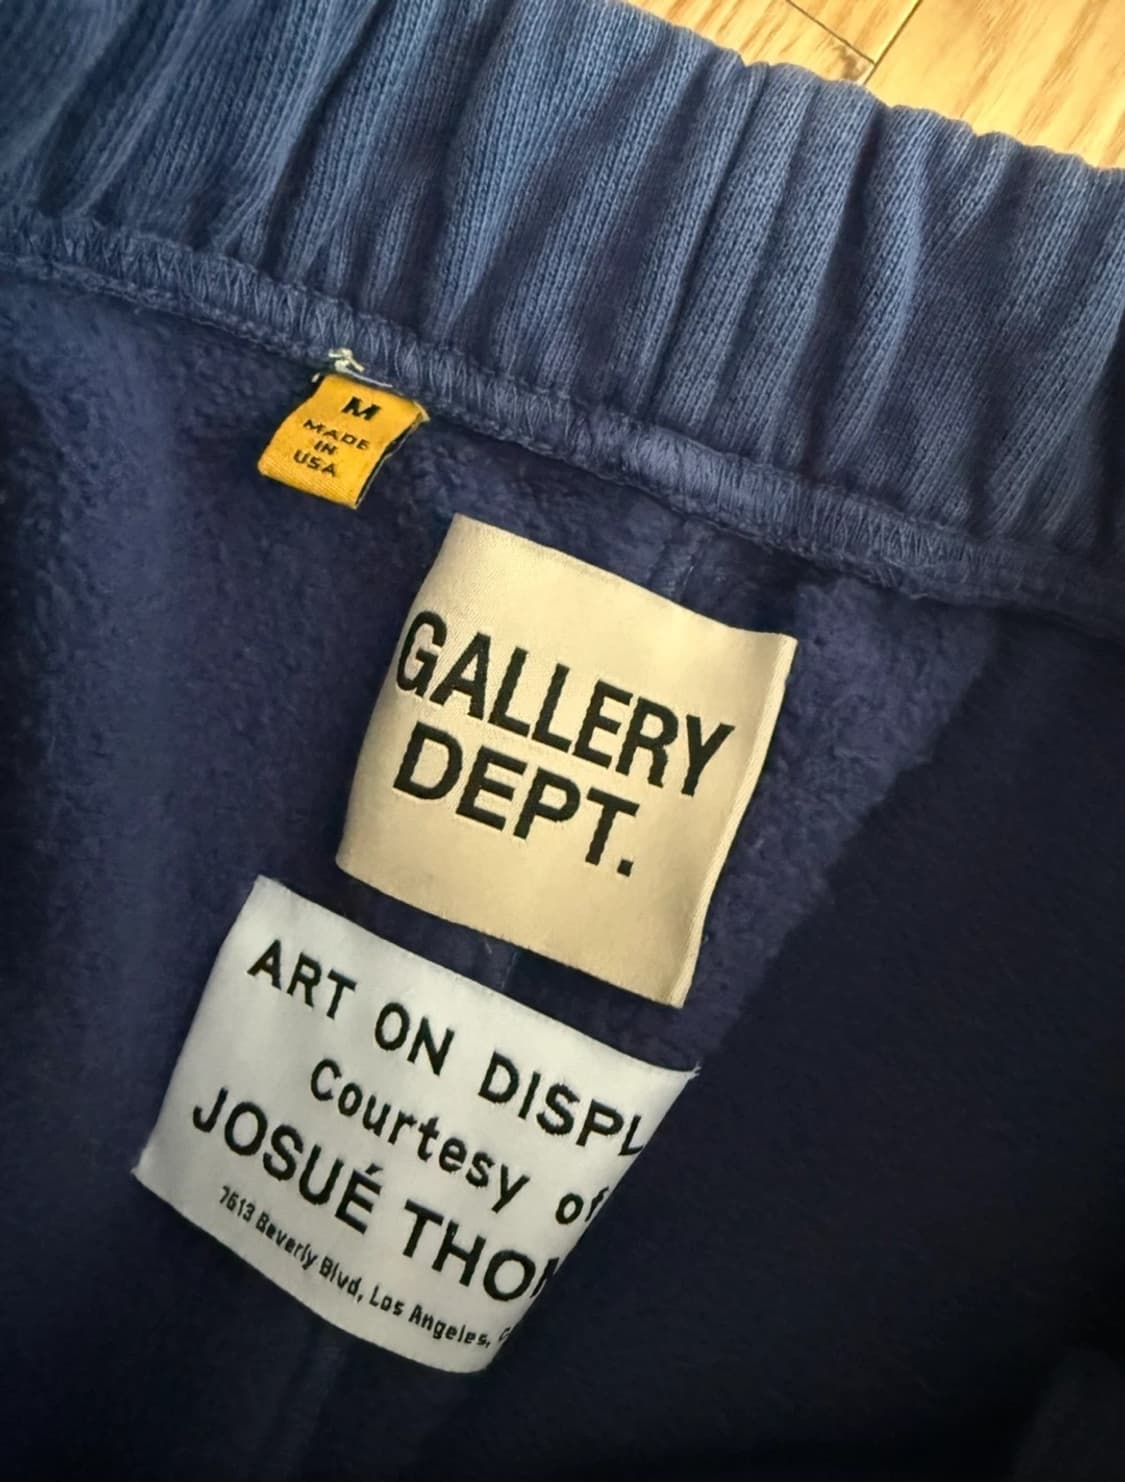 M
MADE
IN
USA
GALLERY
DEPT.
ART ON DISPL
Courtesy of
JOSUÉ THO
7613 Beverly Blvd, Los Angeles,